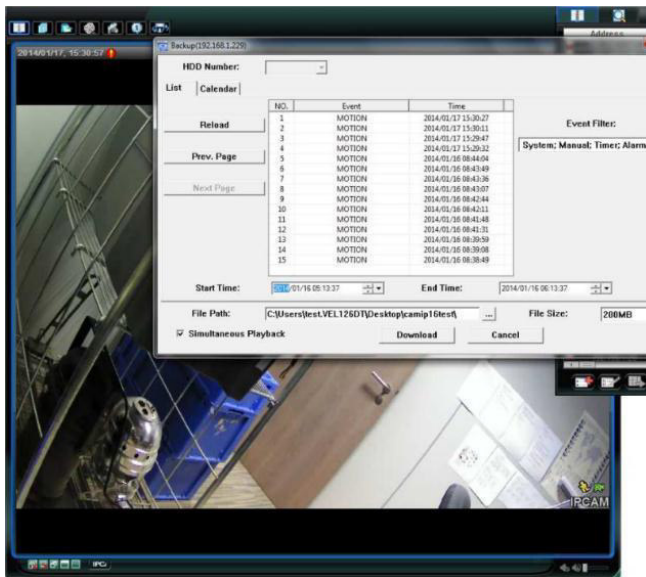 Address
2014/01/17, 15:30:57
Backup(192.168.1.229)
HDD Number:
List Calendar
NO. Event Time
1 MOTION 2014/01/17 15:30:27
2 MOTION 2014/01/17 15:30:11
3 MOTION 2014/01/17 15:29:47
4 MOTION 2014/01/17 15:29:32
5 MOTION 2014/01/16 08:44:04
6 MOTION 2014/01/16 08:43:49
7 MOTION 2014/01/16 08:43:36
8 MOTION 2014/01/16 08:43:07
9 MOTION 2014/01/16 08:42:44
10 MOTION 2014/01/16 08:42:11
11 MOTION 2014/01/16 08:41:48
12 MOTION 2014/01/16 08:41:31
13 MOTION 2014/01/16 08:39:59
14 MOTION 2014/01/16 08:39:08
15 MOTION 2014/01/16 08:38:49
Reload
Prev. Page
Next Page
Event Filter:
System; Manual; Timer; Alarm
Start Time: 2014/01/16 05:13:37 End Time: 2014/01/16 06:13:37
File Path: C:\Users\test.VEL126DT\Desktop\camip16test\ ... File Size: 200MB
Simultaneous Playback Download Cancel
IPCAM